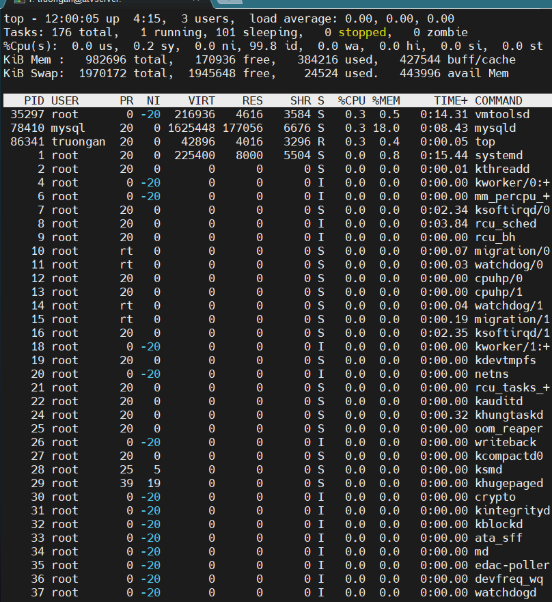 top - 12:00:05 up  4:15,  3 users,  load average: 0.00, 0.00, 0.00
Tasks: 176 total,   1 running, 101 sleeping,   0 stopped,   0 zombie
%Cpu(s):  0.0 us,  0.2 sy,  0.0 ni, 99.8 id,  0.0 wa,  0.0 hi,  0.0 si,  0.0 st
KiB Mem :   982696 total,   170936 free,   384216 used,   427544 buff/cache
KiB Swap:  1970172 total,  1945648 free,    24524 used.   443996 avail Mem
PID USER      PR  NI    VIRT    RES    SHR S  %CPU %MEM     TIME+ COMMAND
35297 root       0 -20  216936   4616   3584 S   0.3  0.5   0:14.31 vmtoolsd
78410 mysql     20   0 1625448 177056   6676 S   0.3 18.0   0:08.43 mysqld
86341 truongan  20   0   42896   4016   3296 R   0.3  0.4   0:00.05 top
1 root      20   0  225400   8000   5504 S   0.0  0.8   0:15.44 systemd
2 root      20   0       0      0      0 S   0.0  0.0   0:00.01 kthreadd
4 root       0 -20       0      0      0 I   0.0  0.0   0:00.00 kworker/0:+
6 root       0 -20       0      0      0 I   0.0  0.0   0:00.00 mm_percpu_+
7 root      20   0       0      0      0 S   0.0  0.0   0:02.34 ksoftirqd/0
8 root      20   0       0      0      0 I   0.0  0.0   0:03.84 rcu_sched
9 root      20   0       0      0      0 I   0.0  0.0   0:00.00 rcu_bh
10 root      rt   0       0      0      0 S   0.0  0.0   0:00.07 migration/0
11 root      rt   0       0      0      0 S   0.0  0.0   0:00.03 watchdog/0
12 root      20   0       0      0      0 S   0.0  0.0   0:00.00 cpuhp/0
13 root      20   0       0      0      0 S   0.0  0.0   0:00.00 cpuhp/1
14 root      rt   0       0      0      0 S   0.0  0.0   0:00.04 watchdog/1
15 root      rt   0       0      0      0 S   0.0  0.0   0:00.19 migration/1
16 root      20   0       0      0      0 S   0.0  0.0   0:02.35 ksoftirqd/1
18 root       0 -20       0      0      0 I   0.0  0.0   0:00.00 kworker/1:+
19 root      20   0       0      0      0 S   0.0  0.0   0:00.00 kdevtmpfs
20 root       0 -20       0      0      0 I   0.0  0.0   0:00.00 netns
21 root      20   0       0      0      0 S   0.0  0.0   0:00.00 rcu_tasks_+
22 root      20   0       0      0      0 S   0.0  0.0   0:00.00 kauditd
24 root      20   0       0      0      0 S   0.0  0.0   0:00.32 khungtaskd
25 root      20   0       0      0      0 S   0.0  0.0   0:00.00 oom_reaper
26 root       0 -20       0      0      0 I   0.0  0.0   0:00.00 writeback
27 root      20   0       0      0      0 S   0.0  0.0   0:00.00 kcompactd0
28 root      25   5       0      0      0 S   0.0  0.0   0:00.00 ksmd
29 root      39  19       0      0      0 S   0.0  0.0   0:00.00 khugepaged
30 root       0 -20       0      0      0 I   0.0  0.0   0:00.00 crypto
31 root       0 -20       0      0      0 I   0.0  0.0   0:00.00 kintegrityd
32 root       0 -20       0      0      0 I   0.0  0.0   0:00.00 kblockd
33 root       0 -20       0      0      0 I   0.0  0.0   0:00.00 ata_sff
34 root       0 -20       0      0      0 I   0.0  0.0   0:00.00 md
35 root       0 -20       0      0      0 I   0.0  0.0   0:00.00 edac-poller
36 root       0 -20       0      0      0 I   0.0  0.0   0:00.00 devfreq_wq
37 root       0 -20       0      0      0 I   0.0  0.0   0:00.00 watchdogd